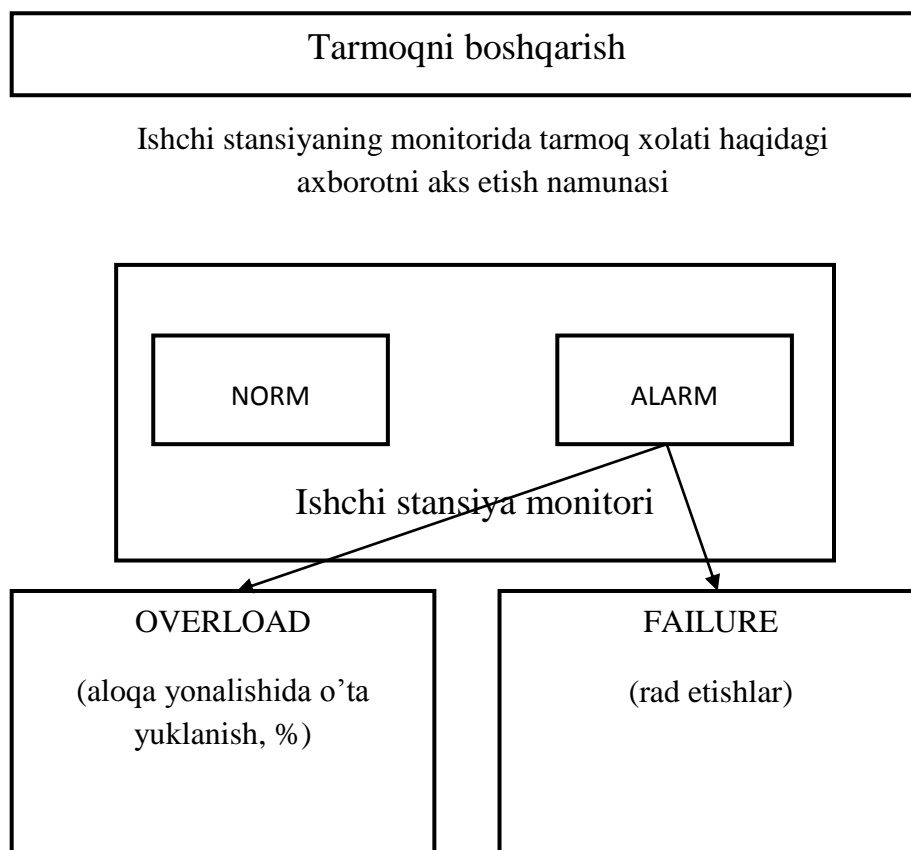 Tarmoqni boshqarish
Ishchi stansiyaning monitorida tarmoq xolati haqidagi
axborotni aks etish namunasi
NORM
ALARM
Ishchi stansiya monitori
OVERLOAD
(aloqa yonalishida o’ta
yuklanish, %)
FAILURE
(rad etishlar)